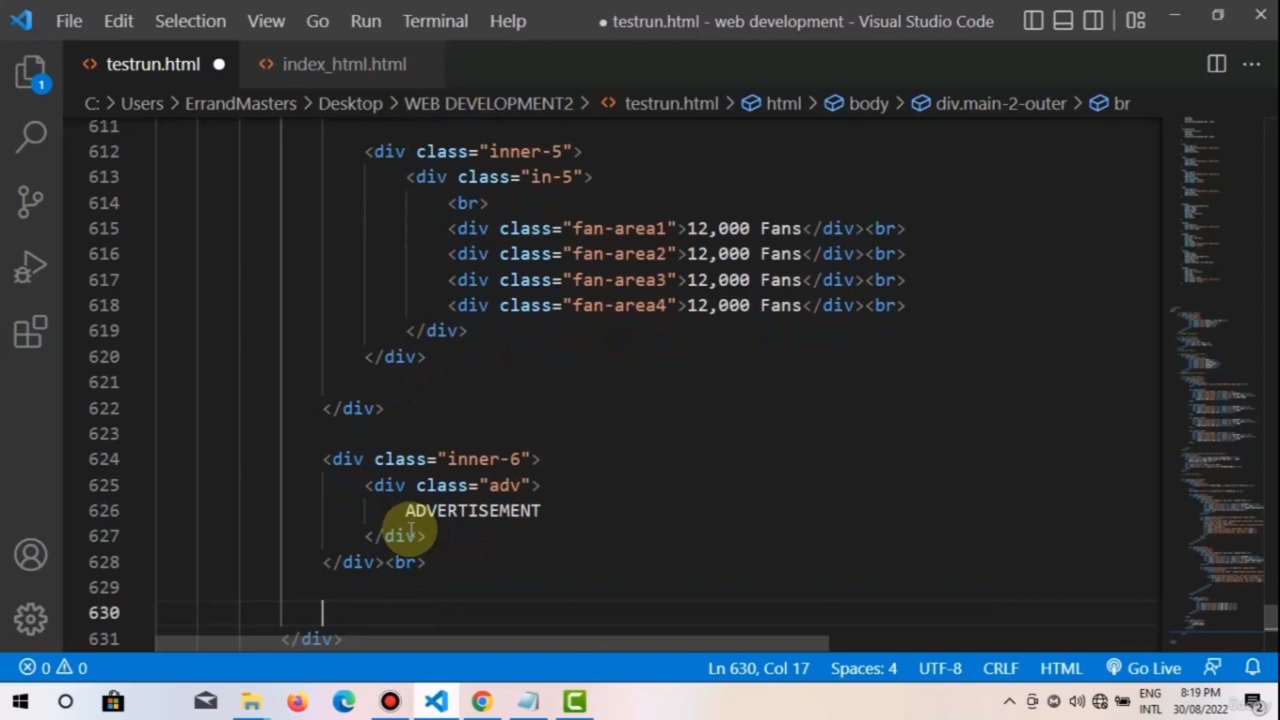 File Edit Selection View Go Run Terminal Help ● testrun.html - web development - Visual Studio Code
testrun.html index_html.html
1
C: > Users > ErrandMasters > Desktop > WEB DEVELOPMENT2 > testrun.html > html > body > div.main-2-outer > br
611
612 <div class="inner-5">
613 <div class="in-5">
614 <br>
615 <div class="fan-area1">12,000 Fans</div><br>
616 <div class="fan-area2">12,000 Fans</div><br>
617 <div class="fan-area3">12,000 Fans</div><br>
618 <div class="fan-area4">12,000 Fans</div><br>
619 </div>
620 </div>
621
622 </div>
623
624 <div class="inner-6">
625 <div class="adv">
626 ADVERTISEMENT
627 </div>
628 </div><br>
629
630
631 </div>
0 0 Ln 630, Col 17 Spaces: 4 UTF-8 CRLF HTML Go Live
ENG 8:19 PM
INTL 30/08/2022 2